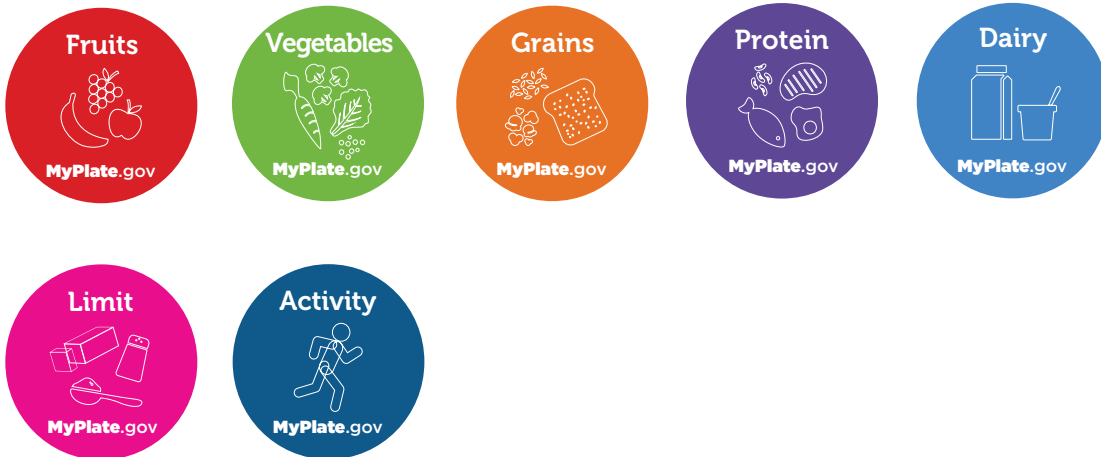 Fruits
MyPlate.gov
Vegetables
MyPlate.gov
Grains
MyPlate.gov
Protein
MyPlate.gov
Dairy
MyPlate.gov
Limit
MyPlate.gov
Activity
MyPlate.gov